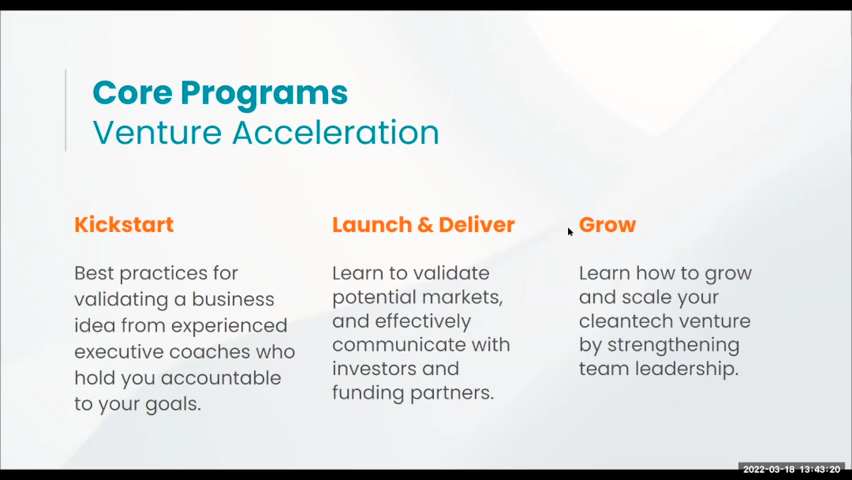 Core Programs
Venture Acceleration
Kickstart
Best practices for
validating a business
idea from experienced
executive coaches who
hold you accountable
to your goals.
Launch & Deliver
Learn to validate
potential markets,
and effectively
communicate with
investors and
funding partners.
Grow
Learn how to grow
and scale your
cleantech venture
by strengthening
team leadership.
2022-03-18 13:43:20